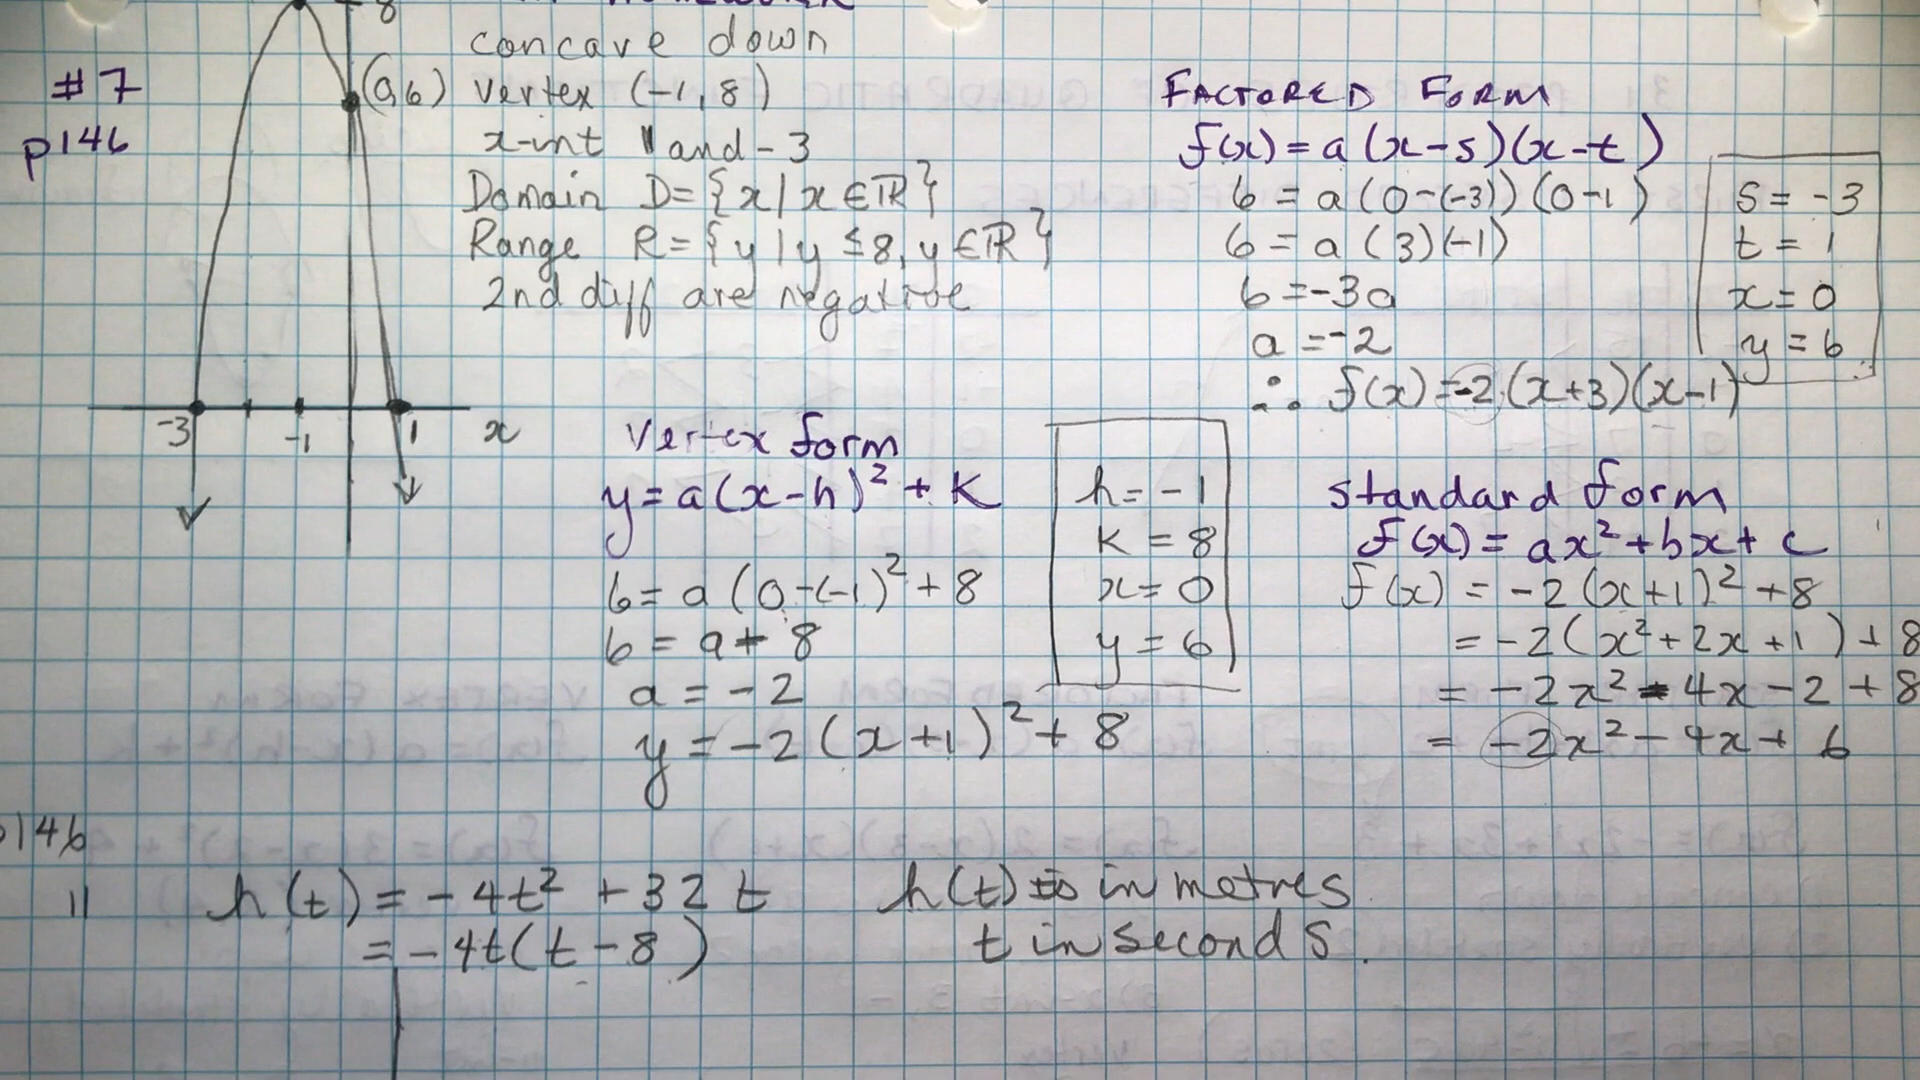 8
concave down
# 7
p146
(0,6)
vertex (-1, 8)
x-int 1 and -3
Domain D = {x | x ∈ ℝ}
Range R = {y | y ≤ 8, y ∈ ℝ}
2nd diff are negative
-3
-1
1
x
FACTORED FORM
f(x) = a(x-s)(x-t)
6 = a(0-(-3))(0-1)
6 = a(3)(-1)
6 = -3a
a = -2
∴ f(x) = -2(x+3)(x-1)
s = -3
t = 1
x = 0
y = 6
Vertex form
y = a(x-h)² + K
6 = a(0-(-1)² + 8
6 = a + 8
a = -2
y = -2(x+1)² + 8
h = -1
K = 8
x = 0
y = 6
standard form
f(x) = ax² + bx + c
f(x) = -2(x+1)² + 8
= -2(x² + 2x + 1) + 8
= -2x² - 4x - 2 + 8
= -2x² - 4x + 6
p146
11
h(t) = -4t² + 32t
= -4t(t-8)
h(t) is in metres
t in seconds.